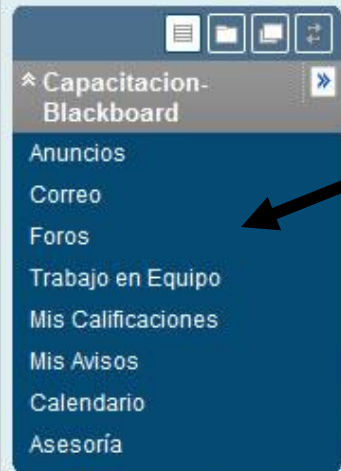 Capacitacion-
Blackboard
Anuncios
Correo
Foros
Trabajo en Equipo
Mis Calificaciones
Mis Avisos
Calendario
Asesoría